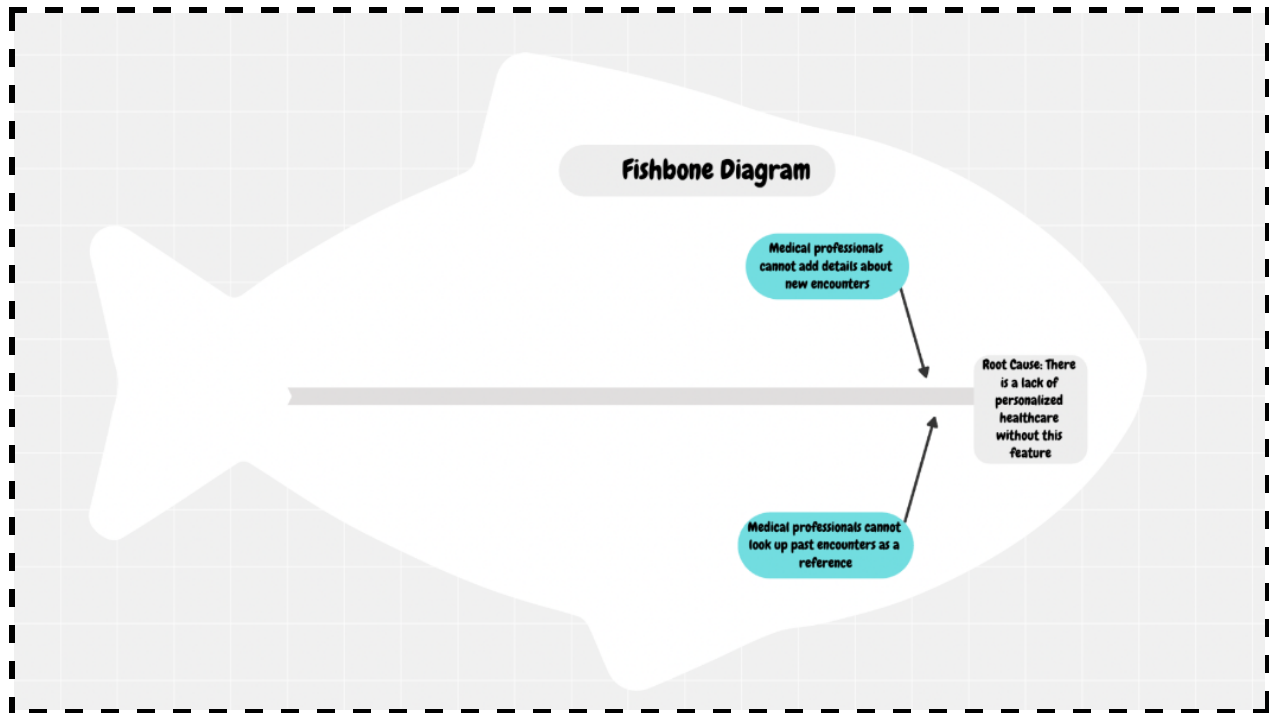 Fishbone Diagram
Medical professionals
cannot add details about
new encounters
Root Cause: There
is a lack of
personalized
healthcare
without this
feature
Medical professionals cannot
look up past encounters as a
reference